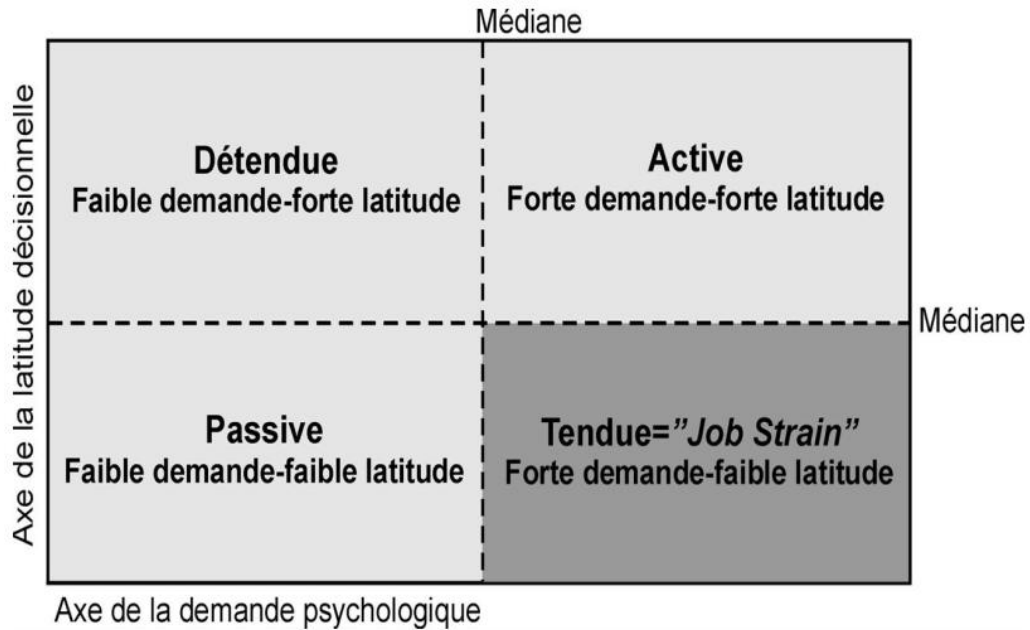 Médiane
Axe de la latitude décisionnelle
Détendue
Faible demande-forte latitude
Active
Forte demande-forte latitude
Médiane
Passive
Faible demande-faible latitude
Tendue="Job Strain"
Forte demande-faible latitude
Axe de la demande psychologique